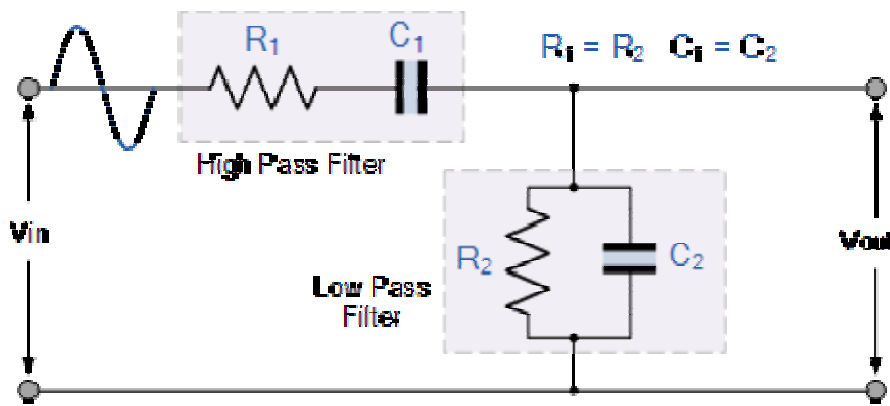 R₁ C₁ R₁ = R₂ C₁ = C₂
High Pass Filter
Vin
R₂ C₂
Vout
Low Pass
Filter